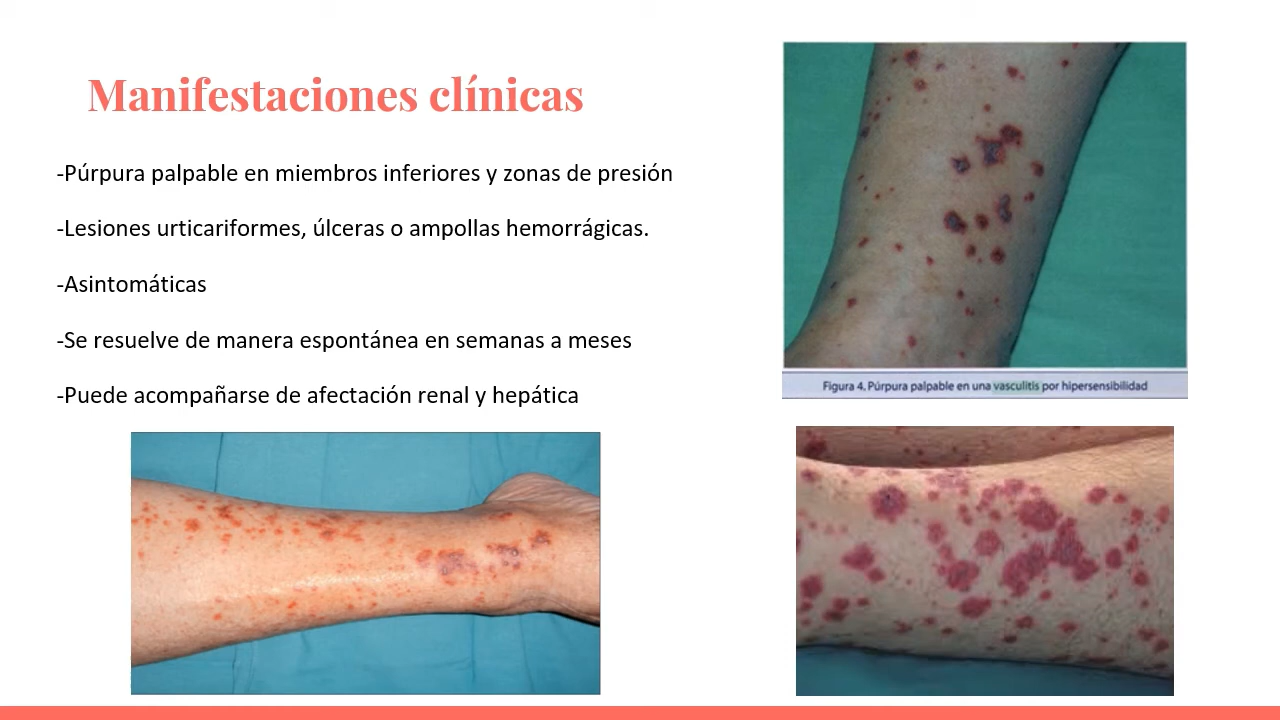 Manifestaciones clínicas
-Púrpura palpable en miembros inferiores y zonas de presión
-Lesiones urticariformes, úlceras o ampollas hemorrágicas.
-Asintomáticas
-Se resuelve de manera espontánea en semanas a meses
-Puede acompañarse de afectación renal y hepática
Figura 4. Púrpura palpable en una vasculitis por hipersensibilidad